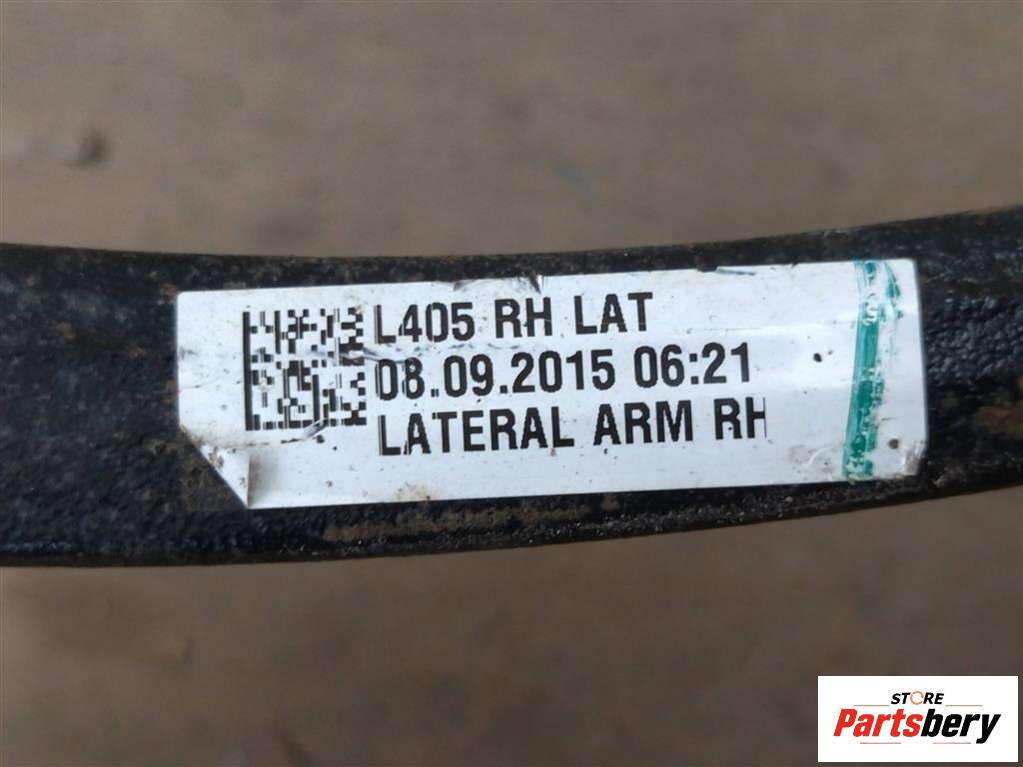 L405 RH LAT
08.09.2015 06:21
LATERAL ARM RH
STORE
Partsbery